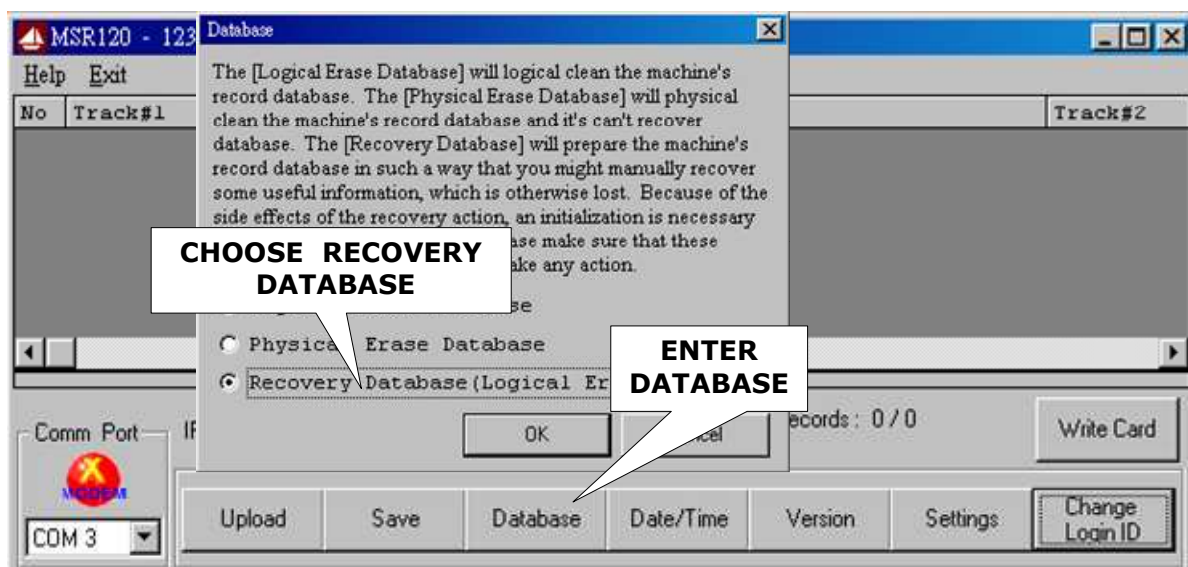 MSR120 - 123
Help Exit
No Track#1 Track#2
Database
The [Logical Erase Database] will logical clean the machine's
record database. The [Physical Erase Database] will physical
clean the machine's record database and it's can't recover
database. The [Recovery Database] will prepare the machine's
record database in such a way that you might manually recover
some useful information, which is otherwise lost. Because of the
side effects of the recovery action, an initialization is necessary
make sure that these
any action.
CHOOSE RECOVERY
DATABASE
Physical Erase Database
Recovery Database(Logical Er
ENTER
DATABASE
OK
Comm Port
MODEM
COM 3
0 / 0
Write Card
Upload Save Database Date/Time Version Settings
Change
Login ID